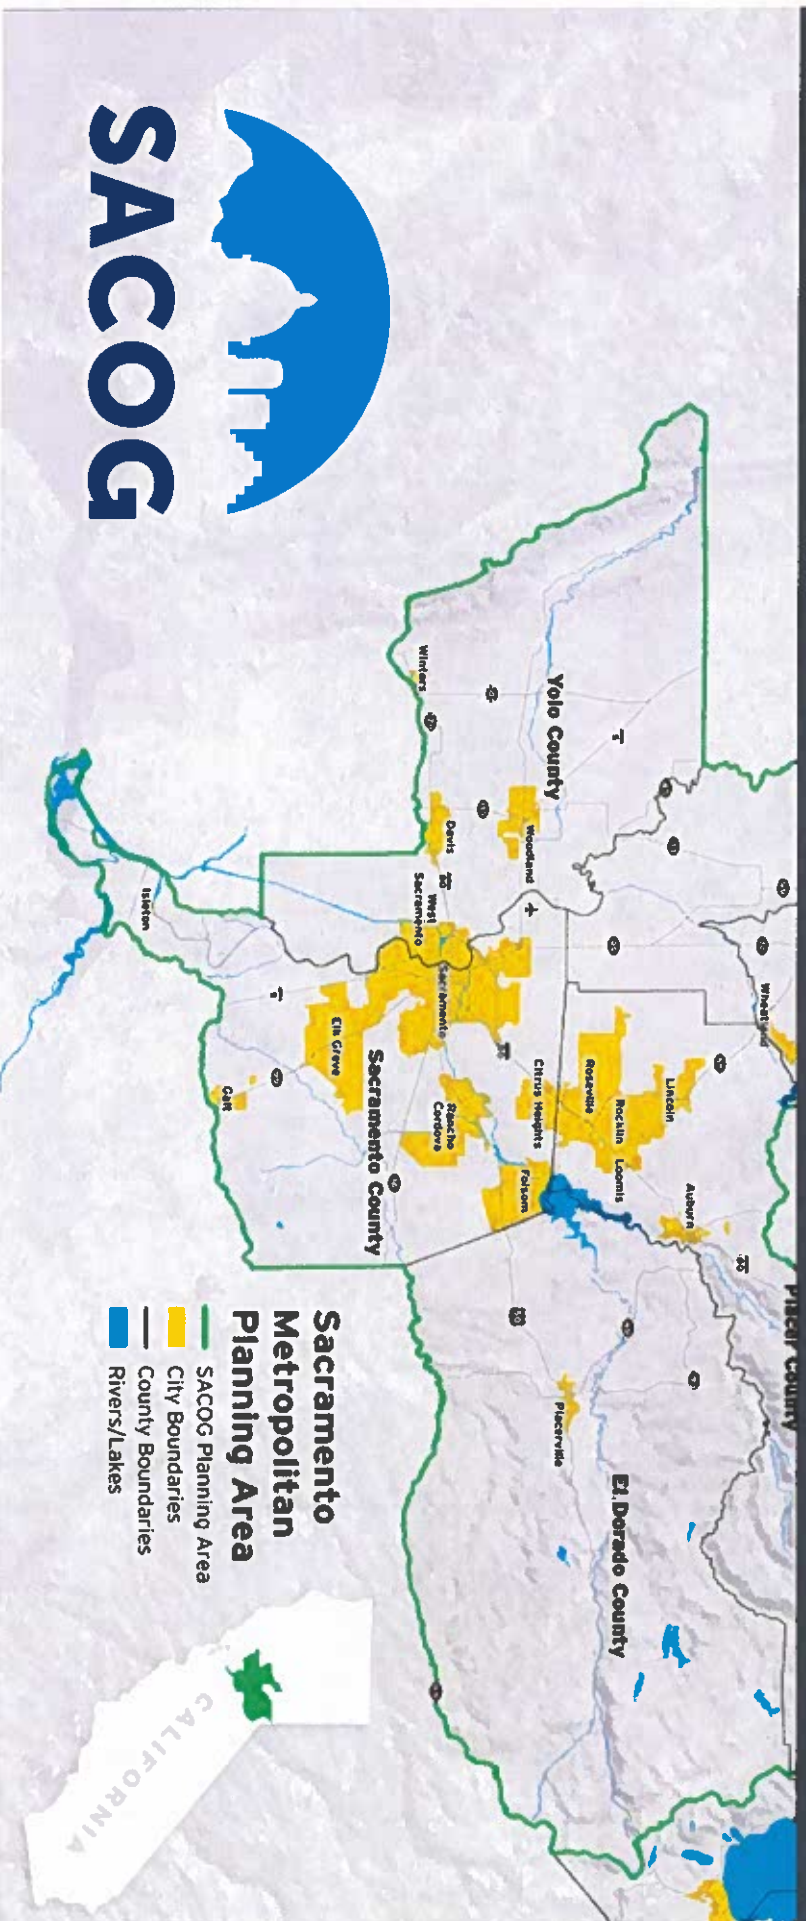 SACOG
Placer County
Wheatland
Yolo County
Lincoln
Auburn
Rocklin
Loomis
Roseville
El Dorado County
Woodland
Citrus Heights
Placerville
Winters
Davis
Folsom
West
Sacramento
Sacramento
Rancho
Cordova
Sacramento County
Elk Grove
Galt
Isleton
50
Sacramento
Metropolitan
Planning Area
SACOG Planning Area
City Boundaries
County Boundaries
Rivers/Lakes
CALIFORNIA